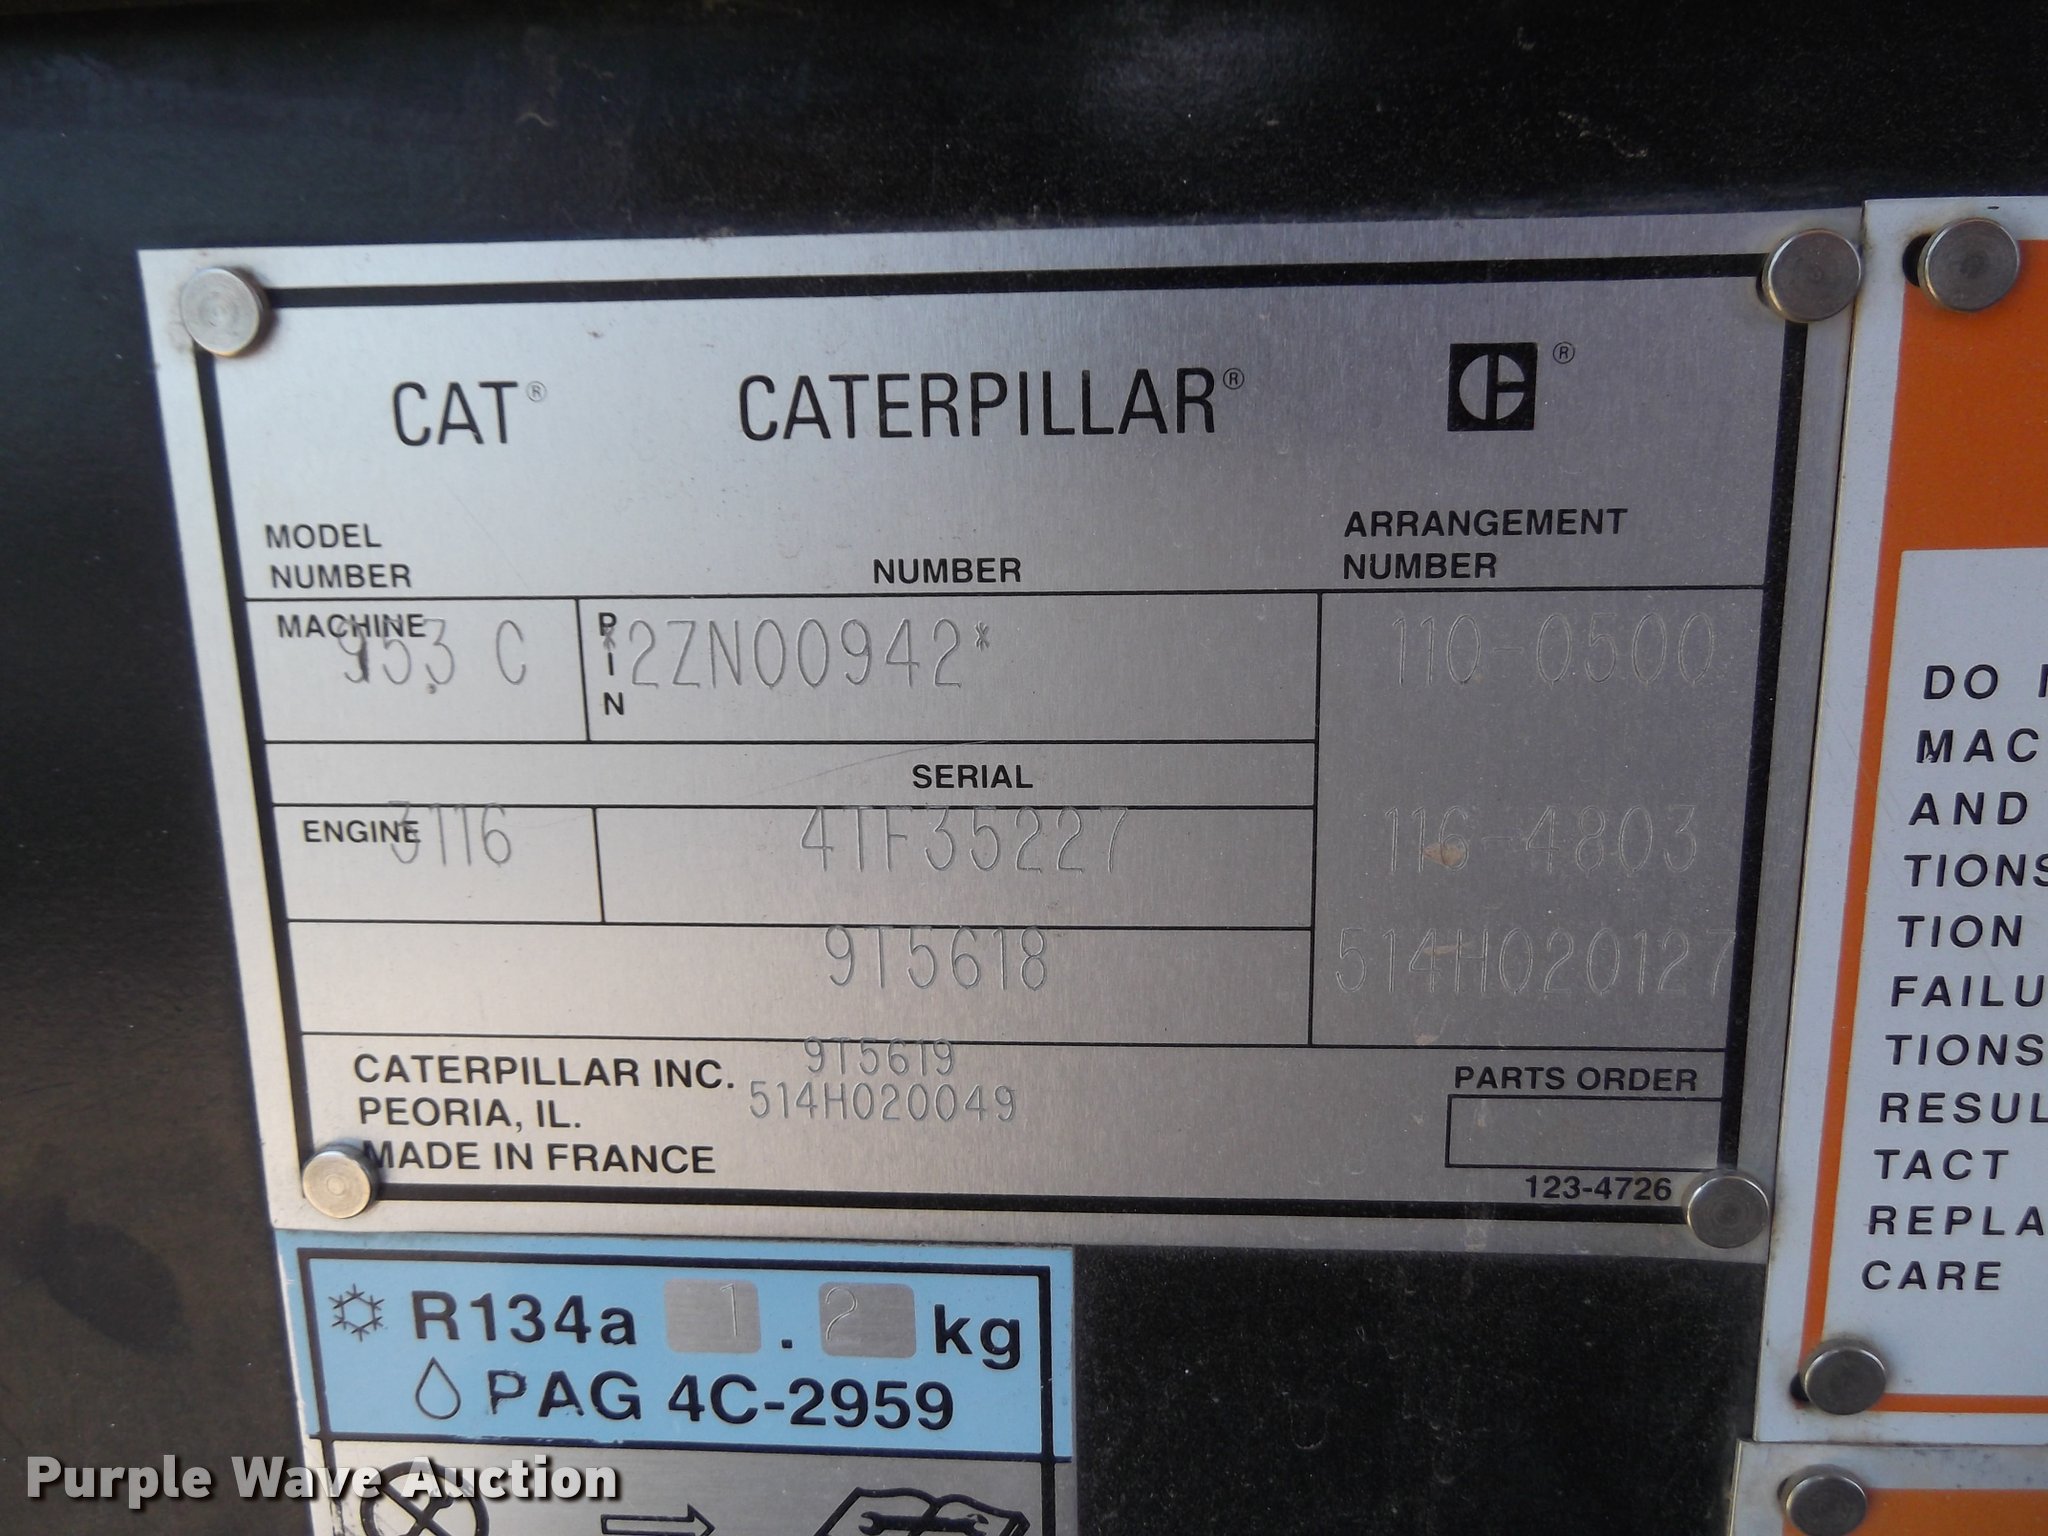 CAT® CATERPILLAR® ®
MODEL NUMBER
NUMBER
ARRANGEMENT NUMBER
MACHINE 953 C
PIN *2ZN00942*
110-0500
SERIAL
ENGINE 3116
4TF35227
116-4803
9T5618
514H020127
CATERPILLAR INC.
PEORIA, IL.
MADE IN FRANCE
9T5619
514H020049
PARTS ORDER
123-4726
R134a 1.2 kg
PAG 4C-2959
DO
MAC
AND
TIONS
TION
FAILU
TIONS
RESUL
TACT
REPLA
CARE
Purple Wave Auction